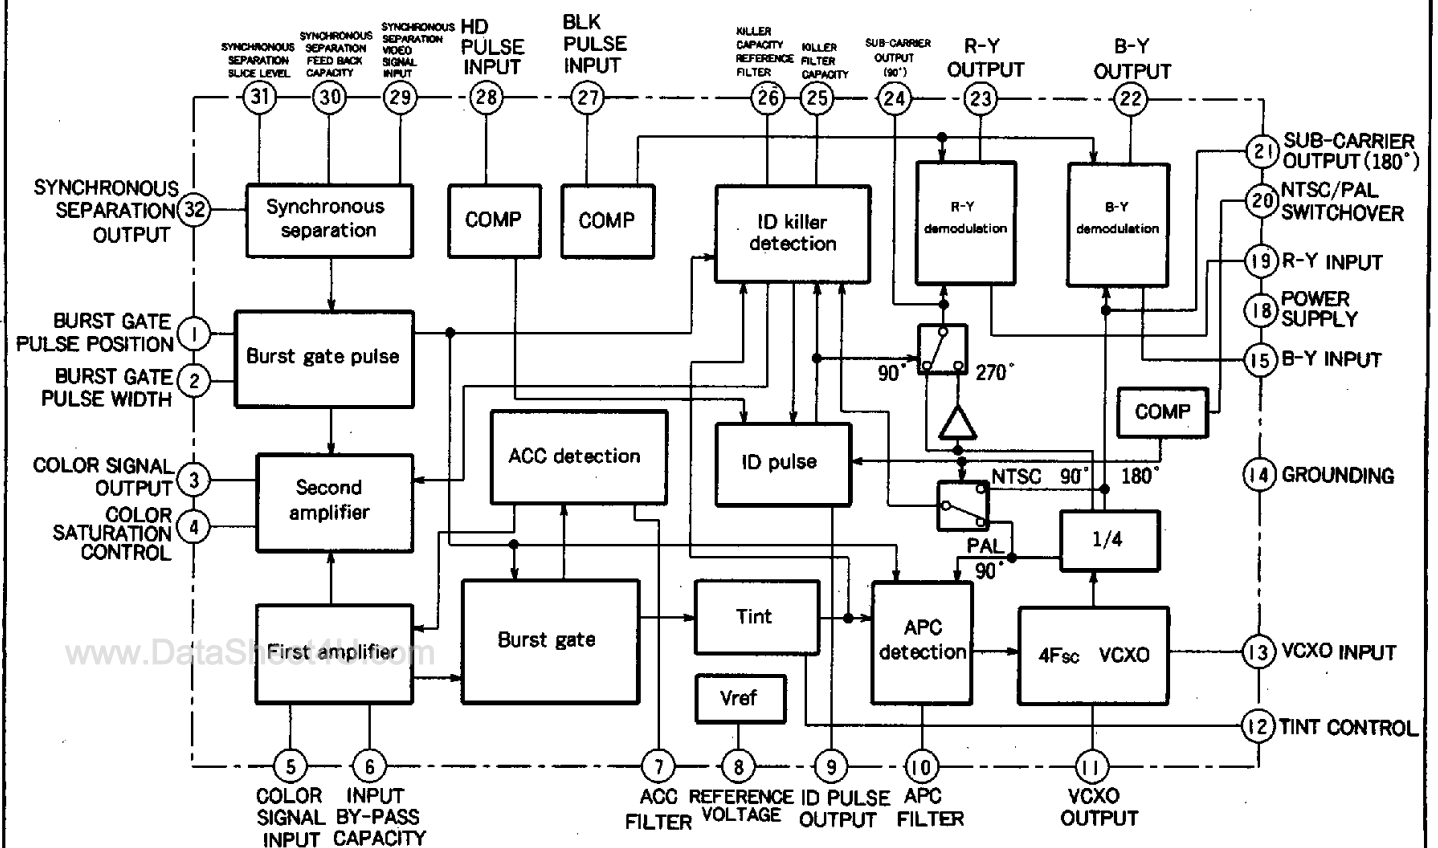 SYNCHRONOUS
SEPARATION
SLICE LEVEL
SYNCHRONOUS
SEPARATION
FEED BACK
CAPACITY
SYNCHRONOUS
SEPARATION
VIDEO
SIGNAL
INPUT
HD
PULSE
INPUT
BLK
PULSE
INPUT
KILLER
CAPACITY
REFERENCE
FILTER
KILLER
FILTER
CAPACITY
SUB-CARRIER
OUTPUT
(90°)
R-Y
OUTPUT
B-Y
OUTPUT
31
30
29
28
27
26
25
24
23
22
SYNCHRONOUS
SEPARATION
OUTPUT
32
Synchronous
separation
COMP
COMP
ID killer
detection
R-Y
demodulation
B-Y
demodulation
21
SUB-CARRIER
OUTPUT (180°)
20
NTSC/PAL
SWITCHOVER
19
R-Y INPUT
18
POWER
SUPPLY
15
B-Y INPUT
BURST GATE
PULSE POSITION
1
BURST GATE
PULSE WIDTH
2
Burst gate pulse
90°
270°
COMP
COLOR SIGNAL
OUTPUT
3
COLOR
SATURATION
CONTROL
4
Second
amplifier
ACC detection
ID pulse
NTSC
90°
180°
14
GROUNDING
PAL
90°
1/4
First amplifier
Burst gate
Tint
APC
detection
4Fsc VCXO
13
VCXO INPUT
Vref
12
TINT CONTROL
www.DataSheet4U.com
5
6
7
8
9
10
11
COLOR
SIGNAL
INPUT
INPUT
BY-PASS
CAPACITY
ACC
FILTER
REFERENCE
VOLTAGE
ID PULSE
OUTPUT
APC
FILTER
VCXO
OUTPUT